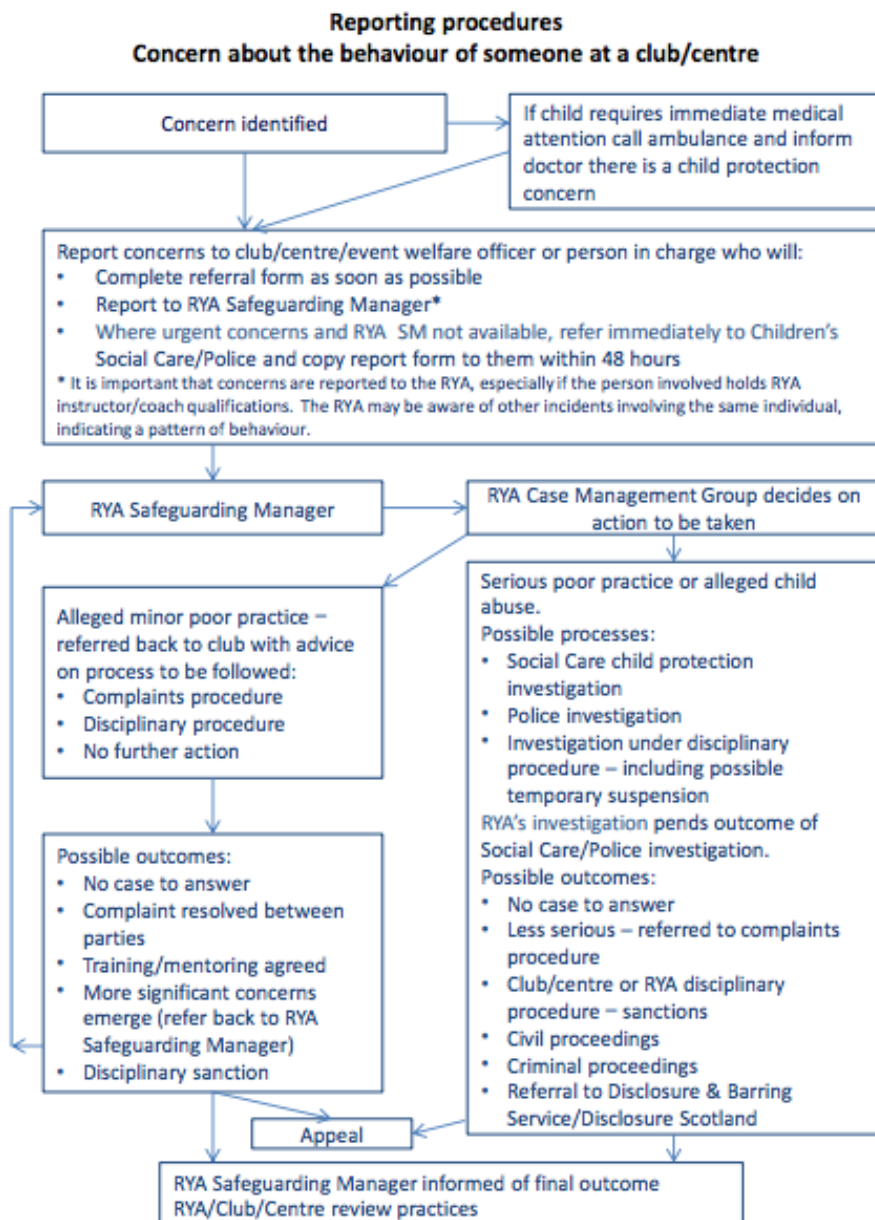 Reporting procedures
Concern about the behaviour of someone at a club/centre
Concern identified
If child requires immediate medical
attention call ambulance and inform
doctor there is a child protection
concern
Report concerns to club/centre/event welfare officer or person in charge who will:
• Complete referral form as soon as possible
• Report to RYA Safeguarding Manager*
• Where urgent concerns and RYA SM not available, refer immediately to Children's
Social Care/Police and copy report form to them within 48 hours
* It is important that concerns are reported to the RYA, especially if the person involved holds RYA
instructor/coach qualifications. The RYA may be aware of other incidents involving the same individual,
indicating a pattern of behaviour.
RYA Safeguarding Manager
RYA Case Management Group decides on
action to be taken
Alleged minor poor practice –
referred back to club with advice
on process to be followed:
• Complaints procedure
• Disciplinary procedure
• No further action
Serious poor practice or alleged child
abuse.
Possible processes:
• Social Care child protection
investigation
• Police investigation
• Investigation under disciplinary
procedure – including possible
temporary suspension
RYA's investigation pends outcome of
Social Care/Police investigation.
Possible outcomes:
• No case to answer
• Less serious – referred to complaints
procedure
• Club/centre or RYA disciplinary
procedure – sanctions
• Civil proceedings
• Criminal proceedings
• Referral to Disclosure & Barring
Service/Disclosure Scotland
Possible outcomes:
• No case to answer
• Complaint resolved between
parties
• Training/mentoring agreed
• More significant concerns
emerge (refer back to RYA
Safeguarding Manager)
• Disciplinary sanction
Appeal
RYA Safeguarding Manager informed of final outcome
RYA/Club/Centre review practices